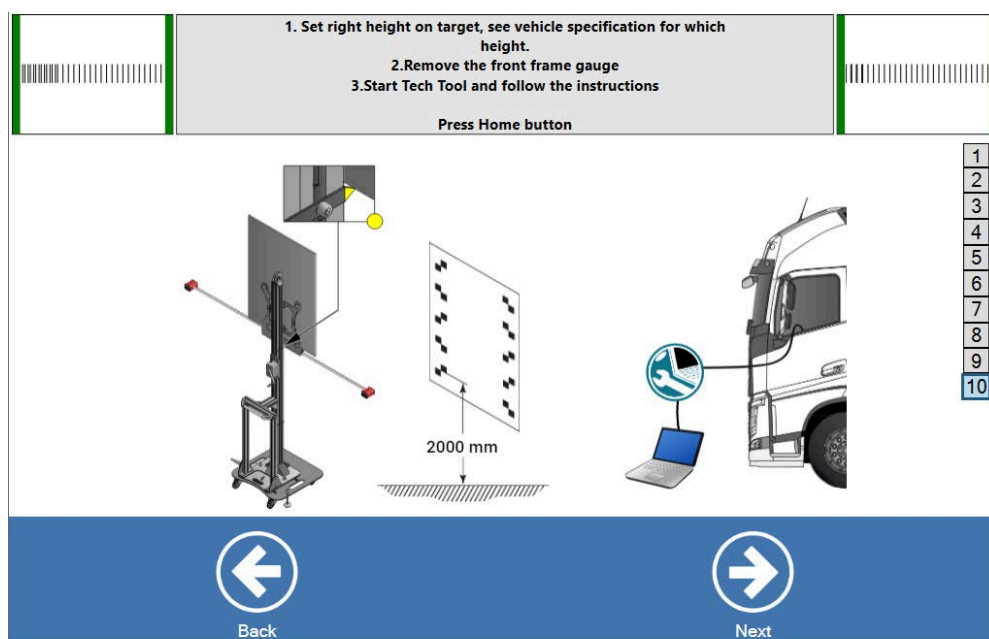 1. Set right height on target, see vehicle specification for which
height.
2.Remove the front frame gauge
3.Start Tech Tool and follow the instructions
Press Home button
1
2
3
4
5
6
7
8
9
10
2000 mm
Back
Next